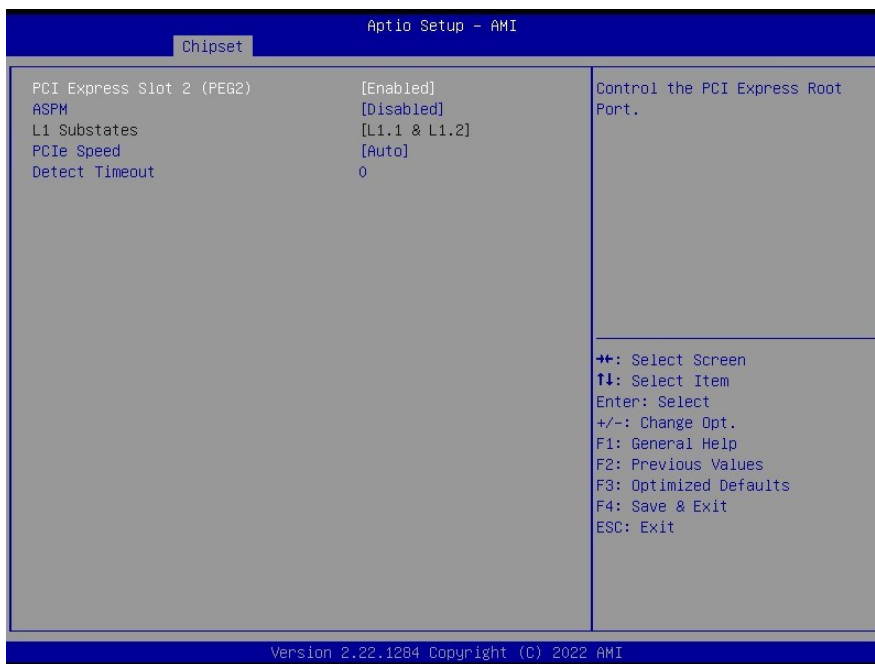 Aptio Setup – AMI
Chipset
PCI Express Slot 2 (PEG2) [Enabled]
ASPM [Disabled]
L1 Substates [L1.1 & L1.2]
PCIe Speed [Auto]
Detect Timeout 0
Control the PCI Express Root
Port.
→←: Select Screen
↑↓: Select Item
Enter: Select
+/-: Change Opt.
F1: General Help
F2: Previous Values
F3: Optimized Defaults
F4: Save & Exit
ESC: Exit
Version 2.22.1284 Copyright (C) 2022 AMI